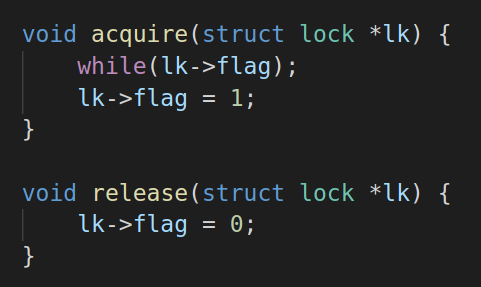 void acquire(struct lock *lk) {
    while(lk->flag);
    lk->flag = 1;
}

void release(struct lock *lk) {
    lk->flag = 0;
}